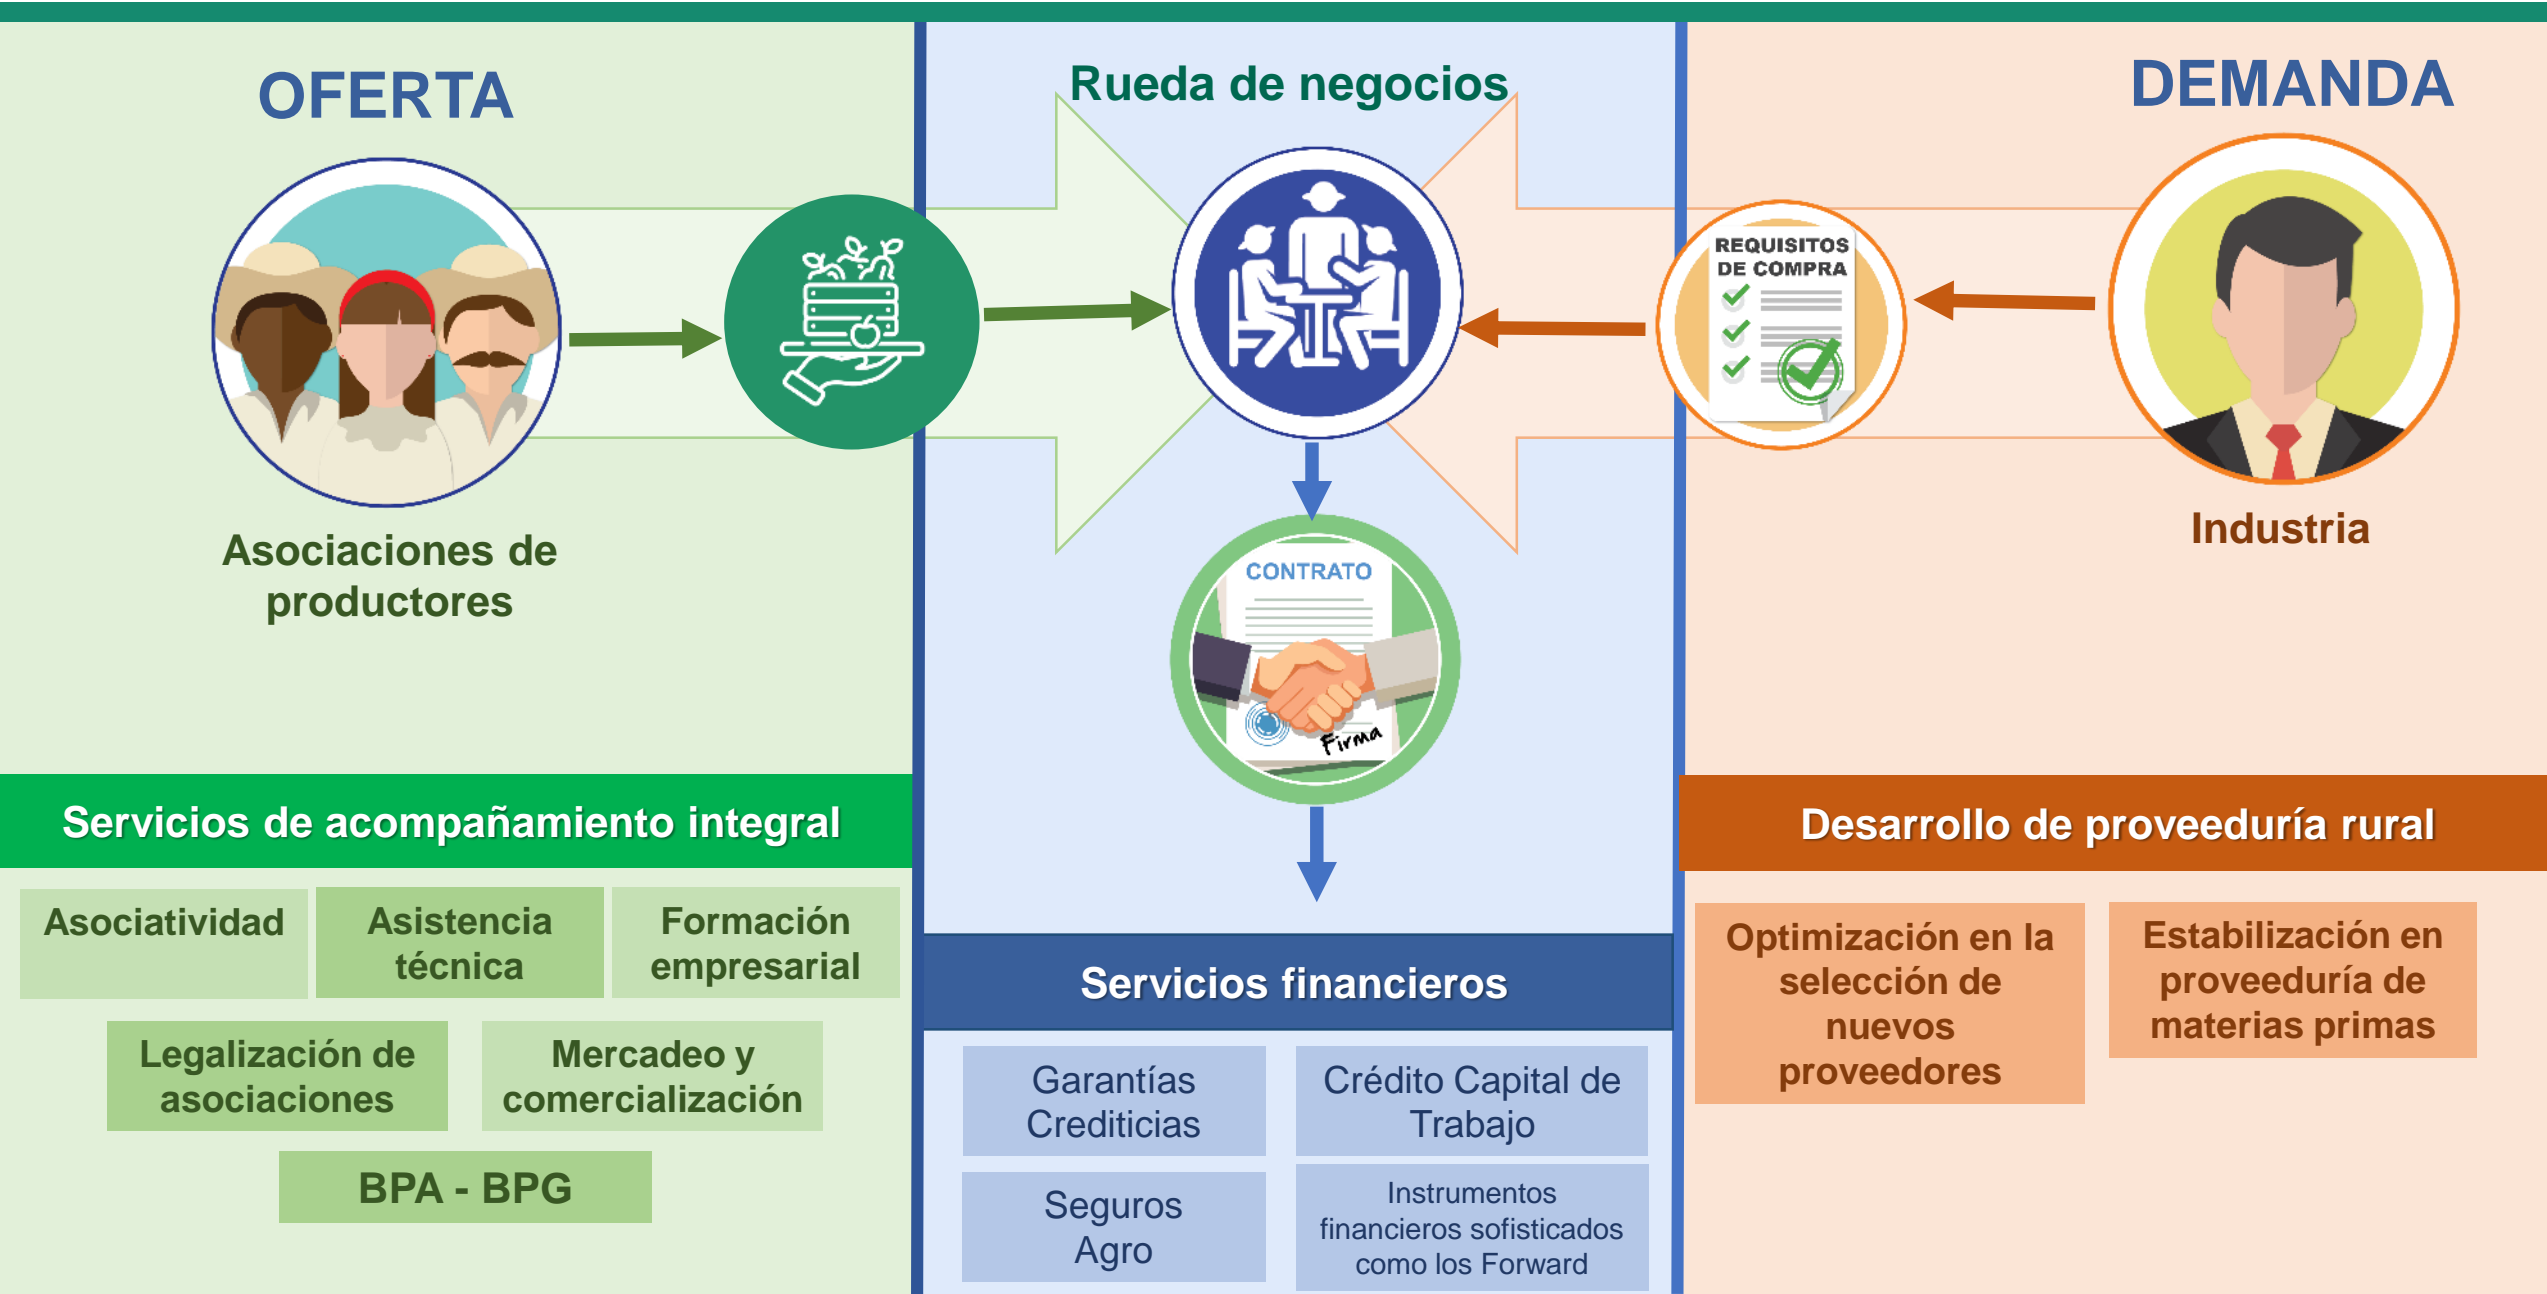 OFERTA
Asociaciones de
productores
Servicios de acompañamiento integral
Asociatividad
Asistencia
técnica
Formación
empresarial
Legalización de
asociaciones
Mercadeo y
comercialización
BPA - BPG
Rueda de negocios
CONTRATO
Firma
Servicios financieros
Garantías
Crediticias
Crédito Capital de
Trabajo
Seguros
Agro
Instrumentos
financieros sofisticados
como los Forward
DEMANDA
REQUISITOS
DE COMPRA
Industria
Desarrollo de proveeduría rural
Optimización en la
selección de
nuevos
proveedores
Estabilización en
proveeduría de
materias primas